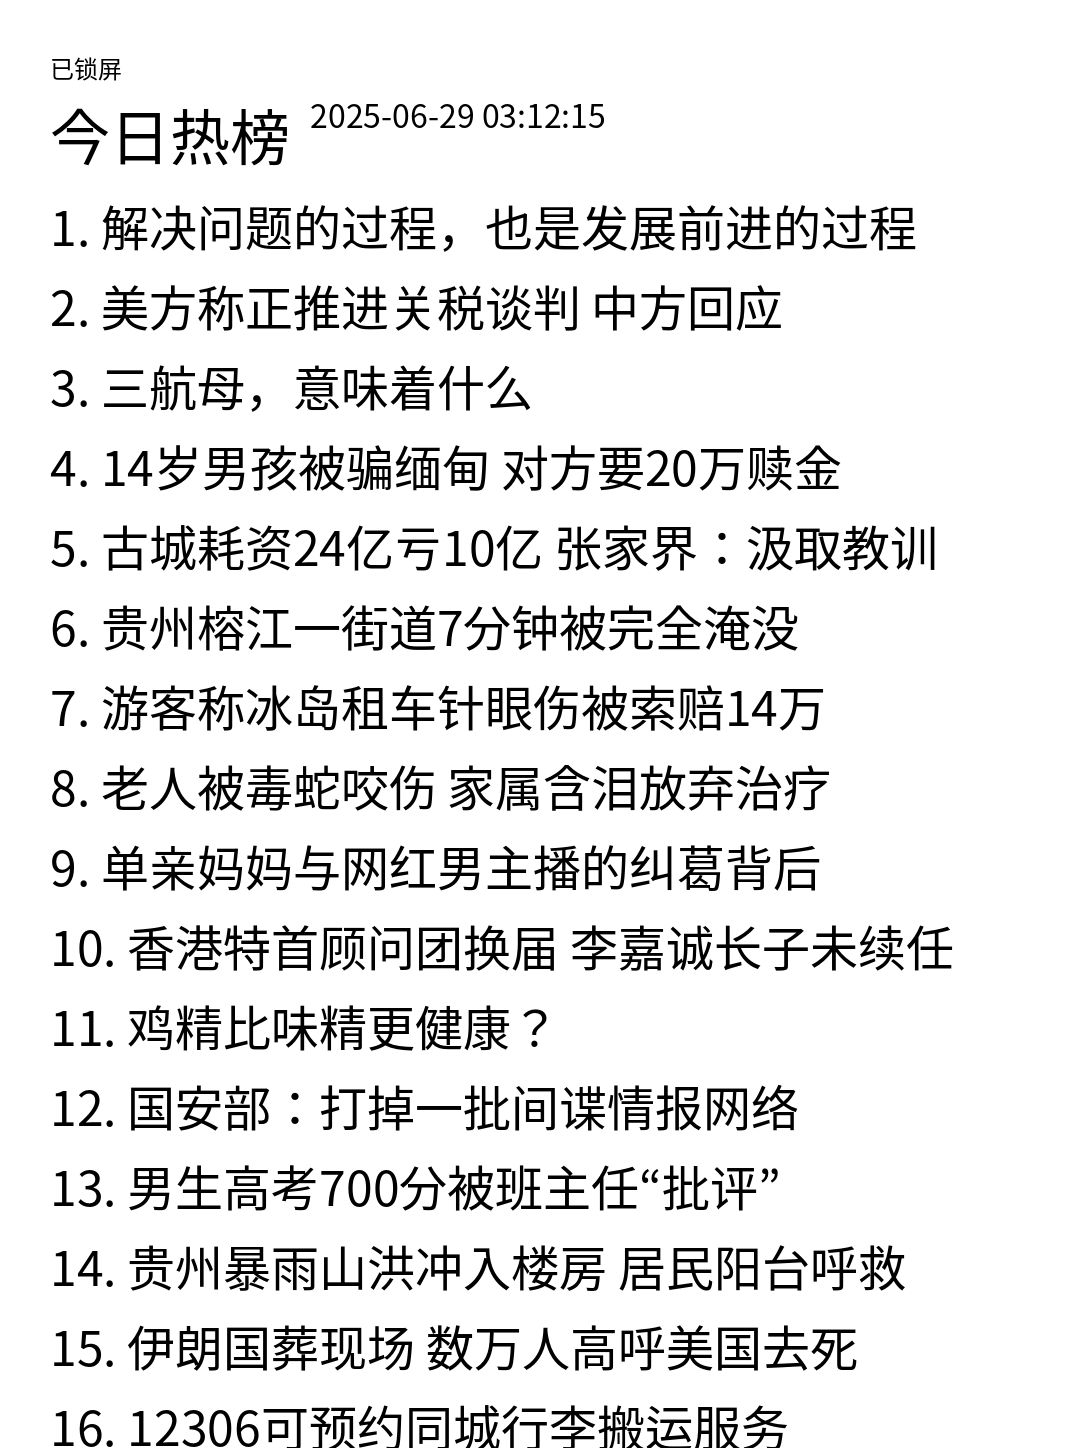 已锁屏
今日热榜 2025-06-29 03:12:15
1. 解决问题的过程，也是发展前进的过程
2. 美方称正推进关税谈判 中方回应
3. 三航母，意味着什么
4. 14岁男孩被骗缅甸 对方要20万赎金
5. 古城耗资24亿亏10亿 张家界：汲取教训
6. 贵州榕江一街道7分钟被完全淹没
7. 游客称冰岛租车针眼伤被索赔14万
8. 老人被毒蛇咬伤 家属含泪放弃治疗
9. 单亲妈妈与网红男主播的纠葛背后
10. 香港特首顾问团换届 李嘉诚长子未续任
11. 鸡精比味精更健康？
12. 国安部：打掉一批间谍情报网络
13. 男生高考700分被班主任“批评”
14. 贵州暴雨山洪冲入楼房 居民阳台呼救
15. 伊朗国葬现场 数万人高呼美国去死
16. 12306可预约同城行李搬运服务